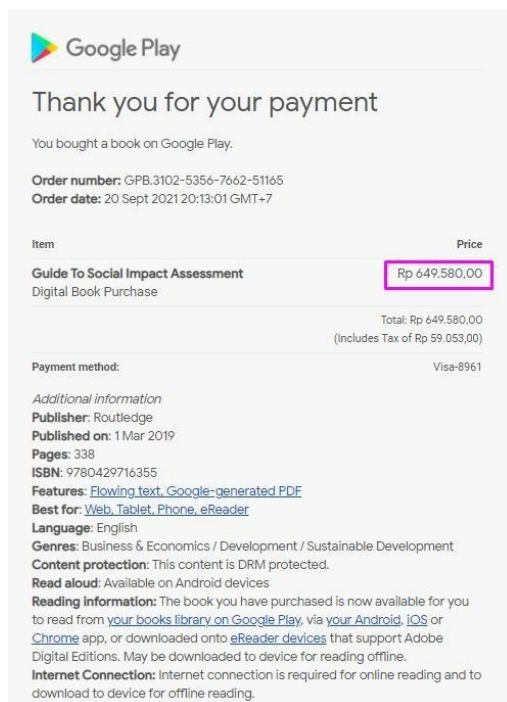 Google Play
Thank you for your payment
You bought a book on Google Play.
Order number: GPB.3102-5356-7662-51165
Order date: 20 Sept 2021 20:13:01 GMT+7
Item Price
Guide To Social Impact Assessment Rp 649.580,00
Digital Book Purchase
Total: Rp 649.580,00
(Includes Tax of Rp 59.053,00)
Payment method: Visa-8961
Additional information
Publisher: Routledge
Published on: 1 Mar 2019
Pages: 338
ISBN: 9780429716355
Features: Flowing text, Google-generated PDF
Best for: Web, Tablet, Phone, eReader
Language: English
Genres: Business & Economics / Development / Sustainable Development
Content protection: This content is DRM protected.
Read aloud: Available on Android devices
Reading information: The book you have purchased is now available for you
to read from your books library on Google Play, via your Android, iOS or
Chrome app, or downloaded onto eReader devices that support Adobe
Digital Editions. May be downloaded to device for reading offline.
Internet Connection: Internet connection is required for online reading and to
download to device for offline reading.